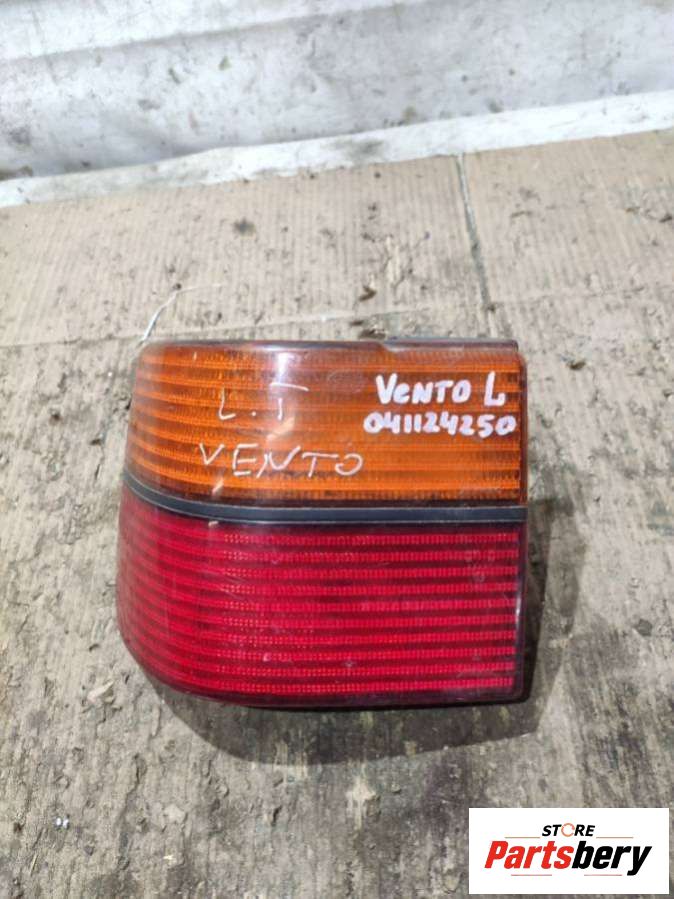 L.T
VENTO
VENTO L
041124250
STORE
Partsbery